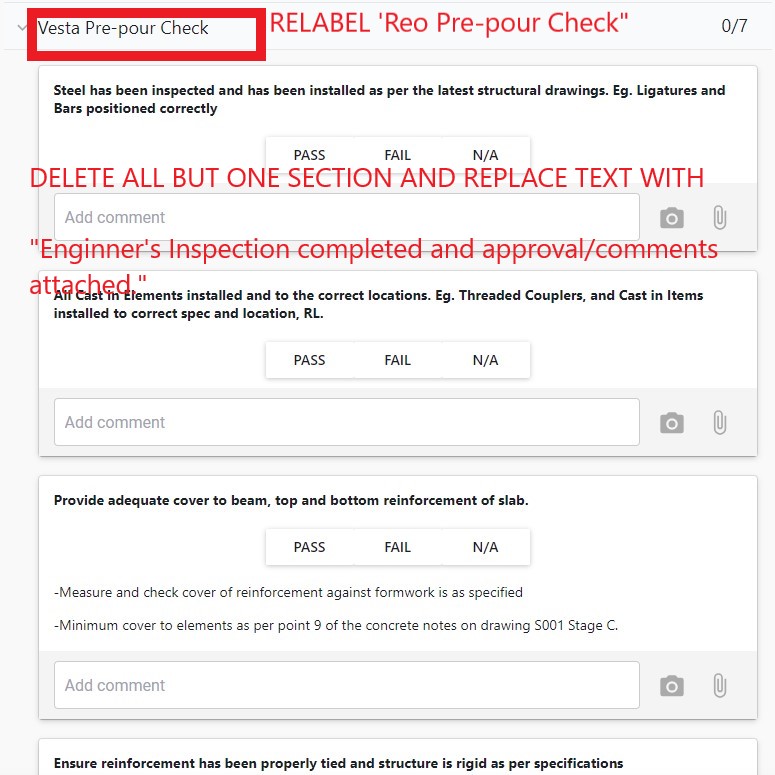 Vesta Pre-pour Check
RELABEL 'Reo Pre-pour Check"
0/7
Steel has been inspected and has been installed as per the latest structural drawings. Eg. Ligatures and
Bars positioned correctly
PASS FAIL N/A
DELETE ALL BUT ONE SECTION AND REPLACE TEXT WITH
Add comment
"Enginner's Inspection completed and approval/comments
attached."
All Cast in Elements installed and to the correct locations. Eg. Threaded Couplers, and Cast in Items
installed to correct spec and location, RL.
PASS FAIL N/A
Add comment
Provide adequate cover to beam, top and bottom reinforcement of slab.
PASS FAIL N/A
-Measure and check cover of reinforcement against formwork is as specified
-Minimum cover to elements as per point 9 of the concrete notes on drawing S001 Stage C.
Add comment
Ensure reinforcement has been properly tied and structure is rigid as per specifications